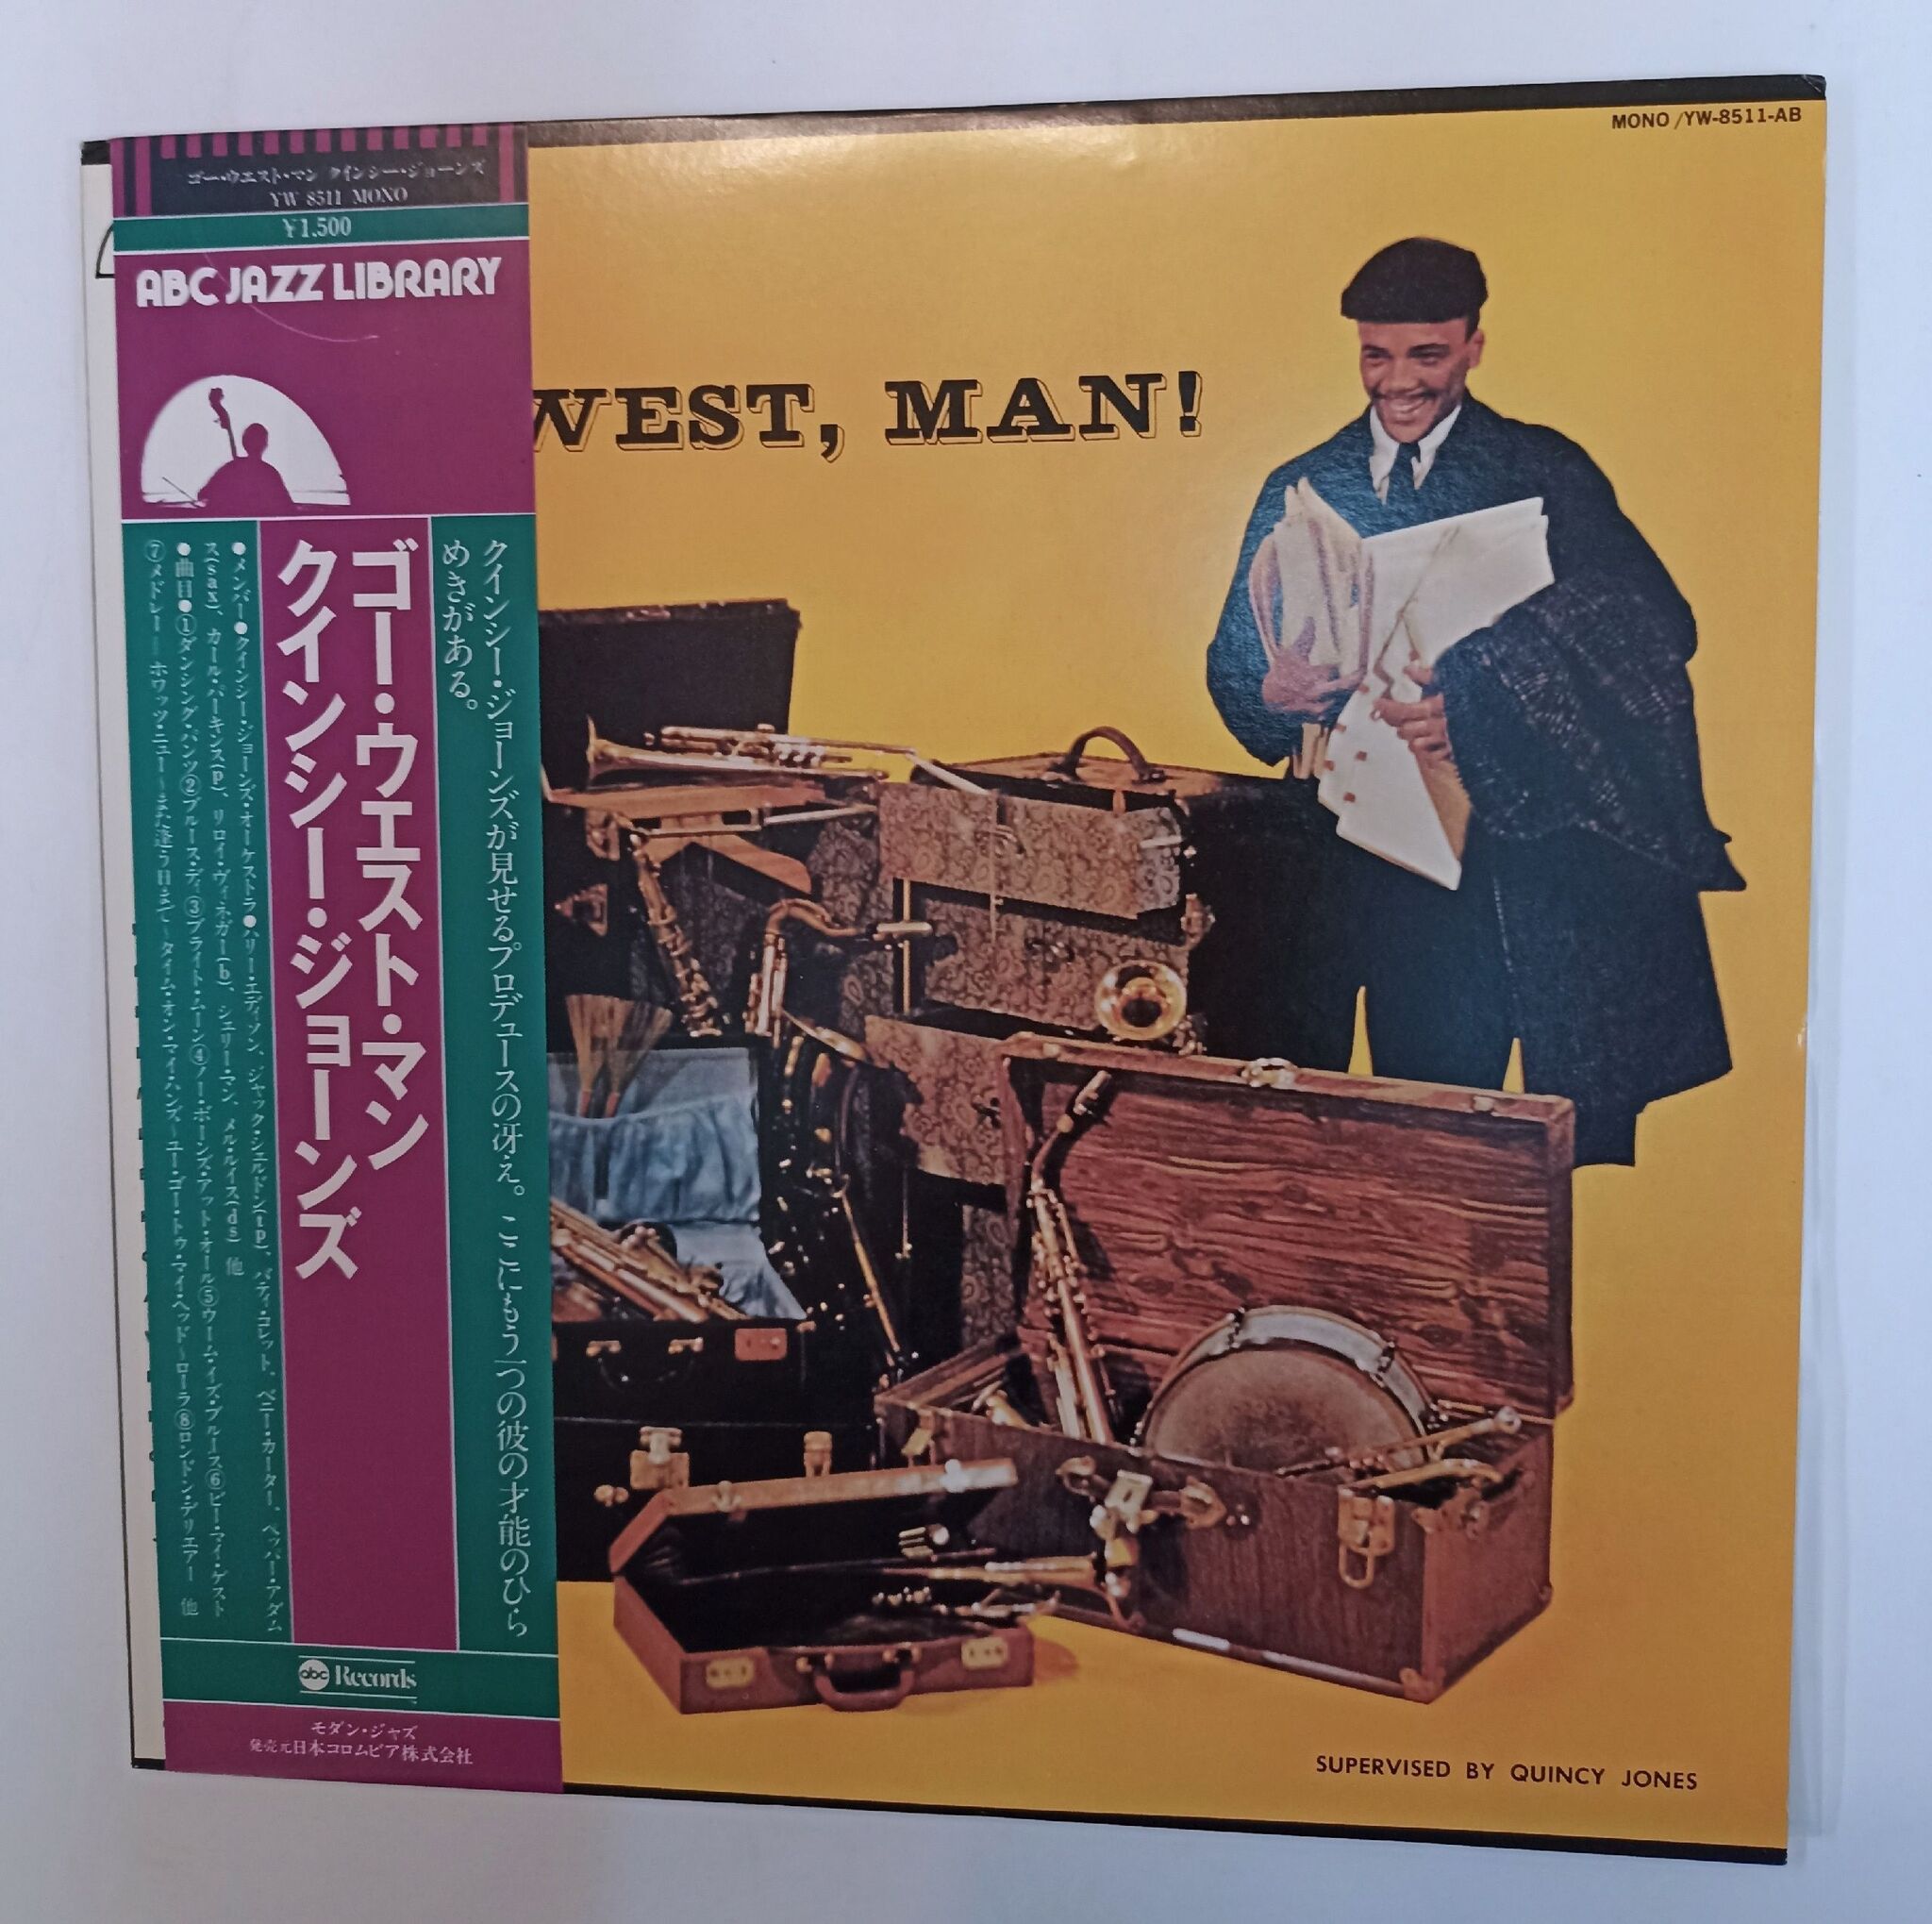 MONO /YW-8511-AB
ゴー・ウエスト・マン クインシー・ジョーンズ
YW 8511 MONO
¥1,500
ABC JAZZ LIBRARY
WEST, MAN!
クインシー・ジョーンズが見せるプロデュースの冴え。ここにもう一つの彼の才能のひら
めきがある。
ゴー・ウエスト・マン
クインシー・ジョーンズ
●メンバー●クインシー・ジョーンズ・オーケストラ●ハリー・エディソン、ジャック・シェルドン(tp)、バディ・コレット、ベニー・カーター、ペッパー・アダム
ス(sax)、カール・パーキンス(p)、リロイ・ヴィネガー(b)、シェリー・マン、メル・ルイス(ds) 他
●曲目●①ダンシング・パンツ②ブルース・デイ③ブライト・ムーン④ノー・ボーンズ・アット・オール⑤ウーム・イズ・ブルース⑥ビー・マイ・ゲスト
⑦メドレー=ホワッツ・ニュー〜また逢う日まで〜タイム・オン・マイ・ハンズ〜ユー・ゴー・トゥ・マイ・ヘッド〜ローラ⑧ロンドン・デリエアー 他
abc Records
モダン・ジャズ
発売元日本コロムビア株式会社
SUPERVISED BY QUINCY JONES